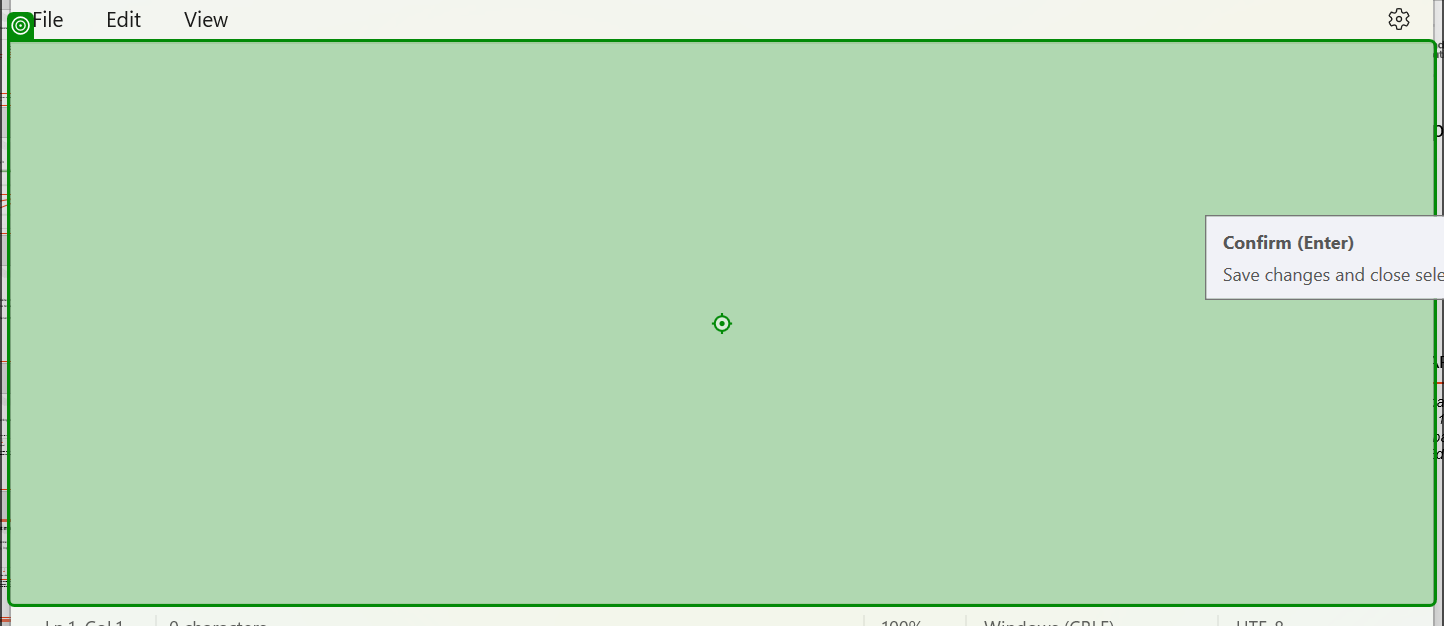 File Edit View
Confirm (Enter)
Save changes and close sele
Ln 1, Col 1 0 characters 100% Windows (CRLF) UTF-8